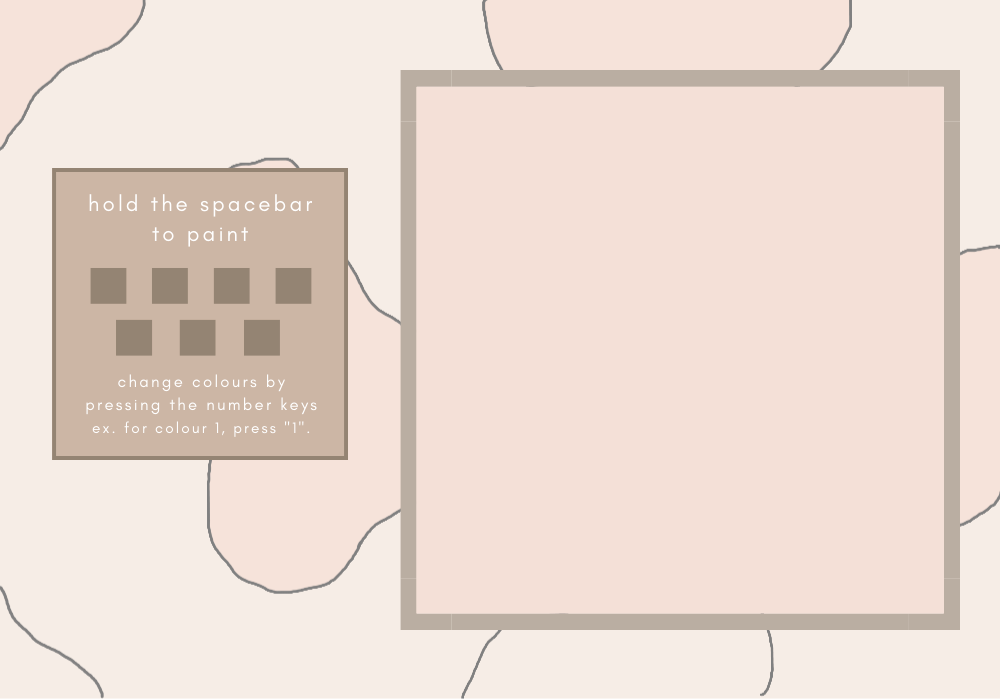 hold the spacebar
to paint
change colours by
pressing the number keys
ex. for colour 1, press "1".